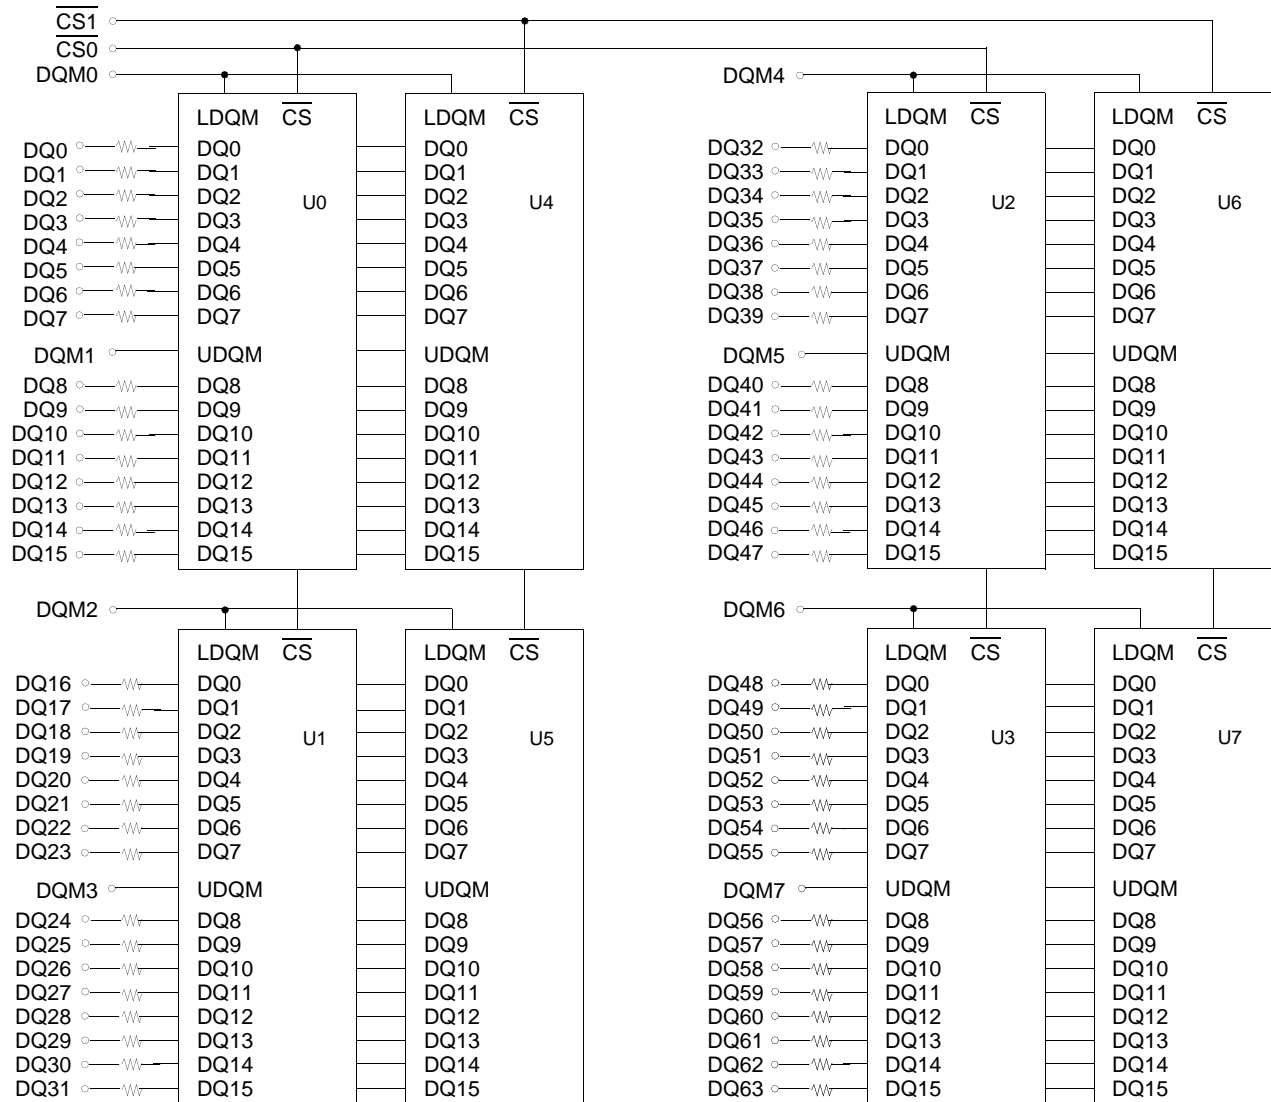 CS1
CS0
DQM0
DQM4
LDQM CS
LDQM CS
LDQM CS
LDQM CS
DQ0 DQ0 DQ0 DQ32 DQ0 DQ0
DQ1 DQ1 DQ1 DQ33 DQ1 DQ1
DQ2 DQ2 U0 DQ2 U4 DQ34 DQ2 U2 DQ2 U6
DQ3 DQ3 DQ3 DQ35 DQ3 DQ3
DQ4 DQ4 DQ4 DQ36 DQ4 DQ4
DQ5 DQ5 DQ5 DQ37 DQ5 DQ5
DQ6 DQ6 DQ6 DQ38 DQ6 DQ6
DQ7 DQ7 DQ7 DQ39 DQ7 DQ7
DQM1 UDQM UDQM DQM5 UDQM UDQM
DQ8 DQ8 DQ8 DQ40 DQ8 DQ8
DQ9 DQ9 DQ9 DQ41 DQ9 DQ9
DQ10 DQ10 DQ10 DQ42 DQ10 DQ10
DQ11 DQ11 DQ11 DQ43 DQ11 DQ11
DQ12 DQ12 DQ12 DQ44 DQ12 DQ12
DQ13 DQ13 DQ13 DQ45 DQ13 DQ13
DQ14 DQ14 DQ14 DQ46 DQ14 DQ14
DQ15 DQ15 DQ15 DQ47 DQ15 DQ15
DQM2 DQM6
LDQM CS LDQM CS LDQM CS LDQM CS
DQ16 DQ0 DQ0 DQ48 DQ0 DQ0
DQ17 DQ1 DQ1 DQ49 DQ1 DQ1
DQ18 DQ2 U1 DQ2 U5 DQ50 DQ2 U3 DQ2 U7
DQ19 DQ3 DQ3 DQ51 DQ3 DQ3
DQ20 DQ4 DQ4 DQ52 DQ4 DQ4
DQ21 DQ5 DQ5 DQ53 DQ5 DQ5
DQ22 DQ6 DQ6 DQ54 DQ6 DQ6
DQ23 DQ7 DQ7 DQ55 DQ7 DQ7
DQM3 UDQM UDQM DQM7 UDQM UDQM
DQ24 DQ8 DQ8 DQ56 DQ8 DQ8
DQ25 DQ9 DQ9 DQ57 DQ9 DQ9
DQ26 DQ10 DQ10 DQ58 DQ10 DQ10
DQ27 DQ11 DQ11 DQ59 DQ11 DQ11
DQ28 DQ12 DQ12 DQ60 DQ12 DQ12
DQ29 DQ13 DQ13 DQ61 DQ13 DQ13
DQ30 DQ14 DQ14 DQ62 DQ14 DQ14
DQ31 DQ15 DQ15 DQ63 DQ15 DQ15